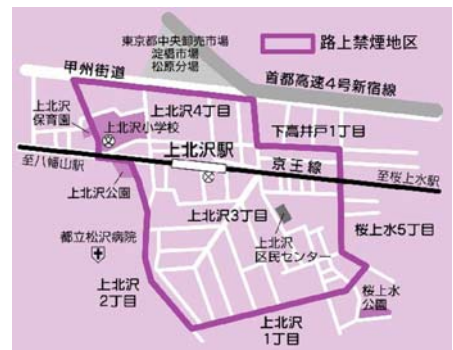 東京都中央卸売市場
淀橋市場
松原分場
路上禁煙地区
甲州街道
首都高速4号新宿線
上北沢
保育園
上北沢4丁目
上北沢小学校
下高井戸1丁目
上北沢駅
京王線
至八幡山駅
至桜上水駅
上北沢公園
上北沢3丁目
桜上水5丁目
都立松沢病院
上北沢
区民センター
上北沢
2丁目
桜上水
公園
上北沢
1丁目